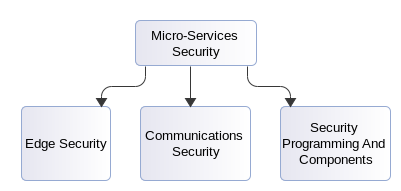 Micro-Services
Security
Edge Security
Communications
Security
Security
Programming And
Components